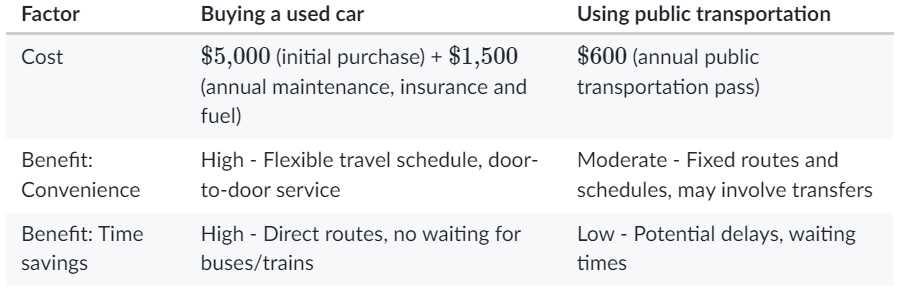 Factor Buying a used car Using public transportation
Cost $5,000 (initial purchase) + $1,500 $600 (annual public
(annual maintenance, insurance and transportation pass)
fuel)
Benefit: High - Flexible travel schedule, door- Moderate - Fixed routes and
Convenience to-door service schedules, may involve transfers
Benefit: Time High - Direct routes, no waiting for Low - Potential delays, waiting
savings buses/trains times